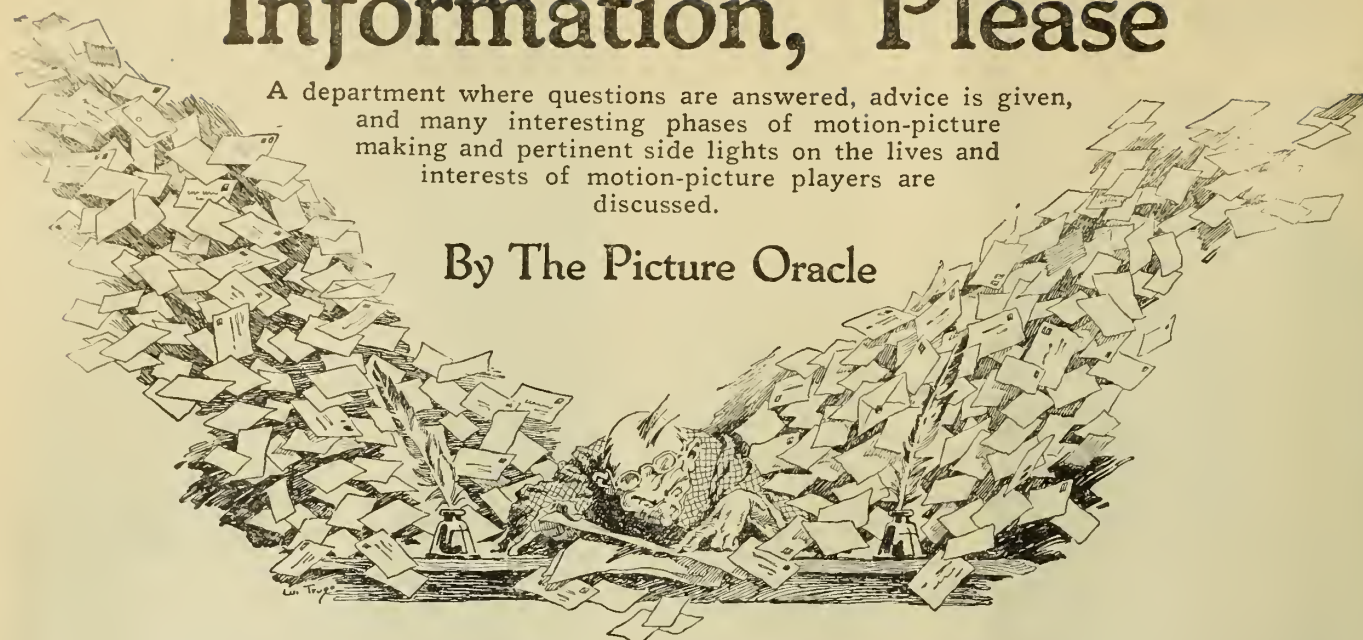 Information, Please
A department where questions are answered, advice is given,
and many interesting phases of motion-picture
making and pertinent side lights on the lives and
interests of motion-picture players are
discussed.
By The Picture Oracle